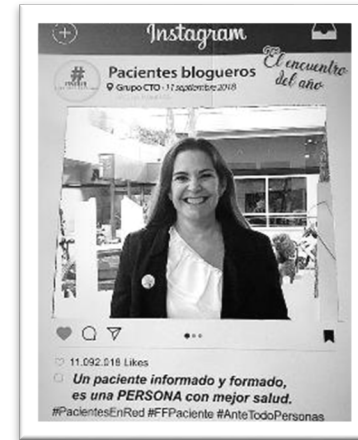 Instagram
El encuentro
del año
Pacientes blogueros
Grupo CTO - 11 septiembre 2018
11.092.018 Likes
Un paciente informado y formado,
es una PERSONA con mejor salud.
#PacientesEnRed #FFPaciente #AnteTodoPersonas